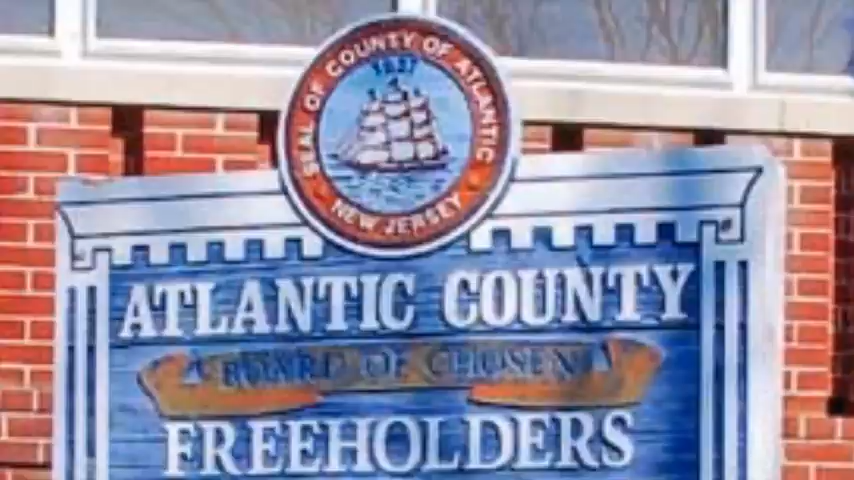 SEAL OF COUNTY OF ATLANTIC
1837
NEW JERSEY
ATLANTIC COUNTY
BOARD OF CHOSEN
FREEHOLDERS